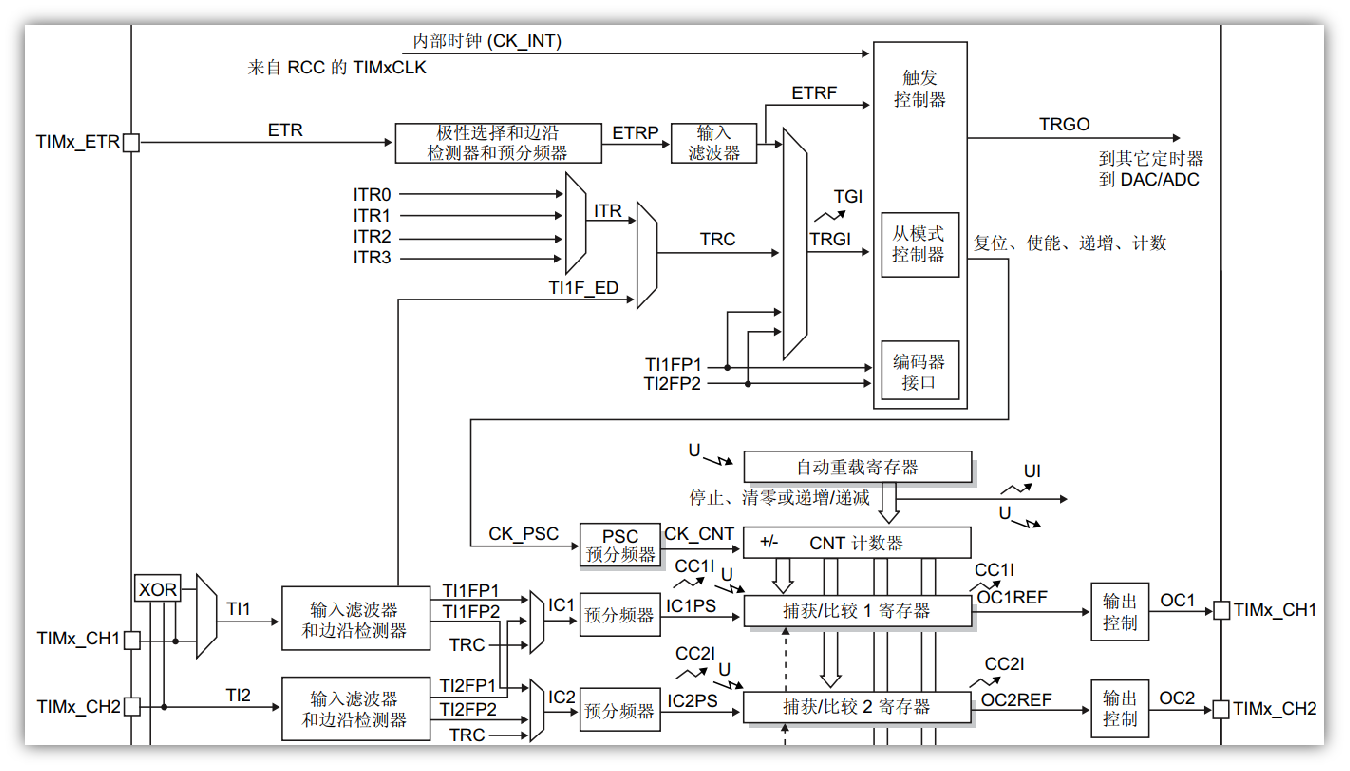 内部时钟 (CK_INT)
来自 RCC 的 TIMxCLK
触发
控制器
ETRF
TIMx_ETR
ETR
极性选择和边沿
检测器和预分频器
ETRP
输入
滤波器
TRGO
到其它定时器
到 DAC/ADC
ITR0
ITR1
ITR2
ITR3
ITR
TRC
TGI
TRGI
从模式
控制器
复位、使能、递增、计数
TI1F_ED
TI1FP1
TI2FP2
编码器
接口
U
自动重载寄存器
UI
停止、清零或递增/递减
U
CK_PSC
PSC
预分频器
CK_CNT
+/-
CNT 计数器
XOR
TI1
TIMx_CH1
输入滤波器
和边沿检测器
TI1FP1
TI1FP2
TRC
IC1
预分频器
CC1I
U
IC1PS
捕获/比较 1 寄存器
CC1I
OC1REF
输出
控制
OC1
TIMx_CH1
TIMx_CH2
TI2
输入滤波器
和边沿检测器
TI2FP1
TI2FP2
TRC
IC2
预分频器
CC2I
U
IC2PS
捕获/比较 2 寄存器
CC2I
OC2REF
输出
控制
OC2
TIMx_CH2